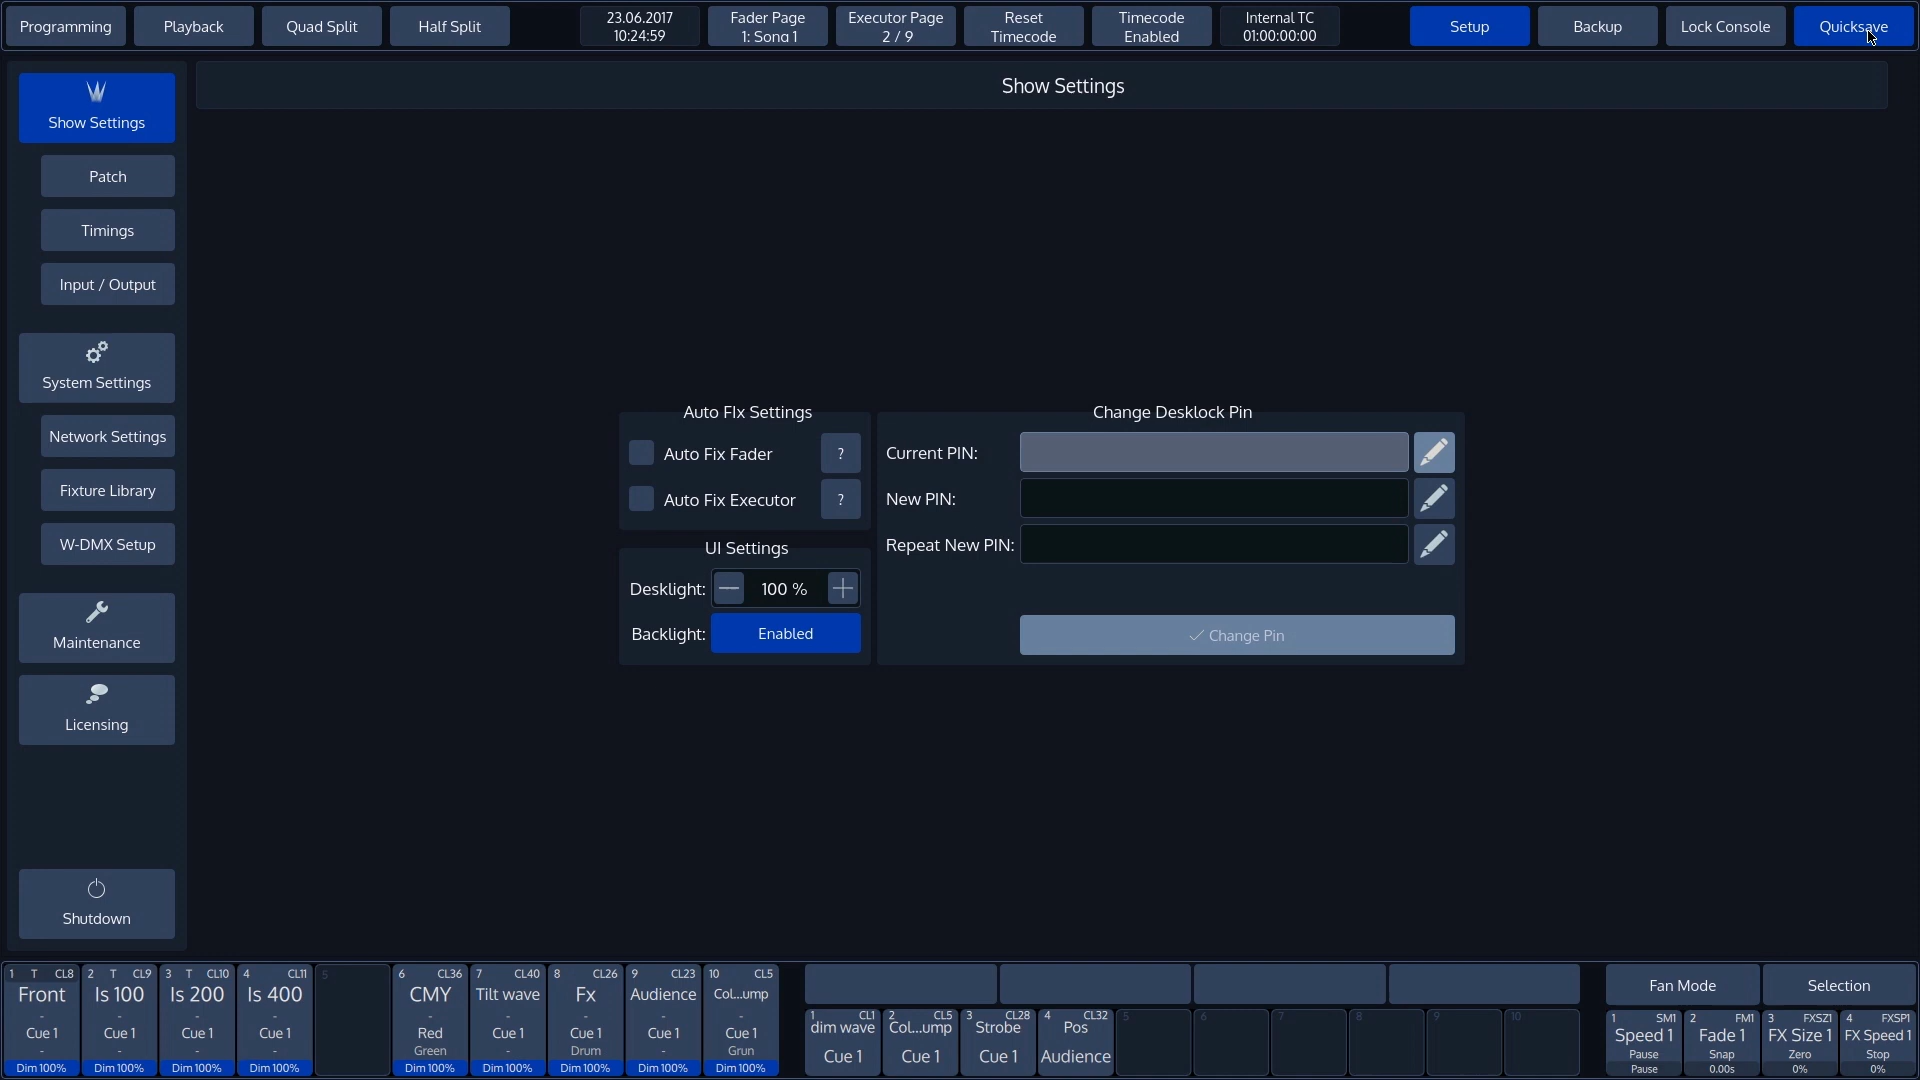 Programming
Playback
Quad Split
Half Split
23.06.2017
10:24:59
Fader Page
1: Song 1
Executor Page
2 / 9
Reset
Timecode
Timecode
Enabled
Internal TC
01:00:00:00
Setup
Backup
Lock Console
Quicksave
Show Settings
Show Settings
Patch
Timings
Input / Output
System Settings
Network Settings
Fixture Library
W-DMX Setup
Maintenance
Licensing
Shutdown
Auto FIx Settings
Auto Fix Fader
?
Auto Fix Executor
?
UI Settings
Desklight:
100 %
Backlight:
Enabled
Change Desklock Pin
Current PIN:
New PIN:
Repeat New PIN:
Change Pin
1 T CL8
Front
-
Cue 1
-
Dim 100%
2 T CL9
Is 100
-
Cue 1
-
Dim 100%
3 T CL10
Is 200
-
Cue 1
-
Dim 100%
4 CL11
Is 400
-
Cue 1
-
Dim 100%
5
6 CL36
CMY
-
Red
Green
Dim 100%
7 CL40
Tilt wave
-
Cue 1
-
Dim 100%
8 CL26
Fx
-
Cue 1
Drum
Dim 100%
9 CL23
Audience
-
Cue 1
-
Dim 100%
10 CL5
Col...ump
-
Cue 1
Grun
Dim 100%
1 CL1
dim wave
Cue 1
2 CL5
Col...ump
Cue 1
3 CL28
Strobe
Cue 1
4 CL32
Pos
Audience
5
6
7
8
9
10
Fan Mode
Selection
1 SM1
Speed 1
Pause
Pause
2 FM1
Fade 1
Snap
0.00s
3 FXSZ1
FX Size 1
Zero
0%
4 FXSP1
FX Speed 1
Stop
0%